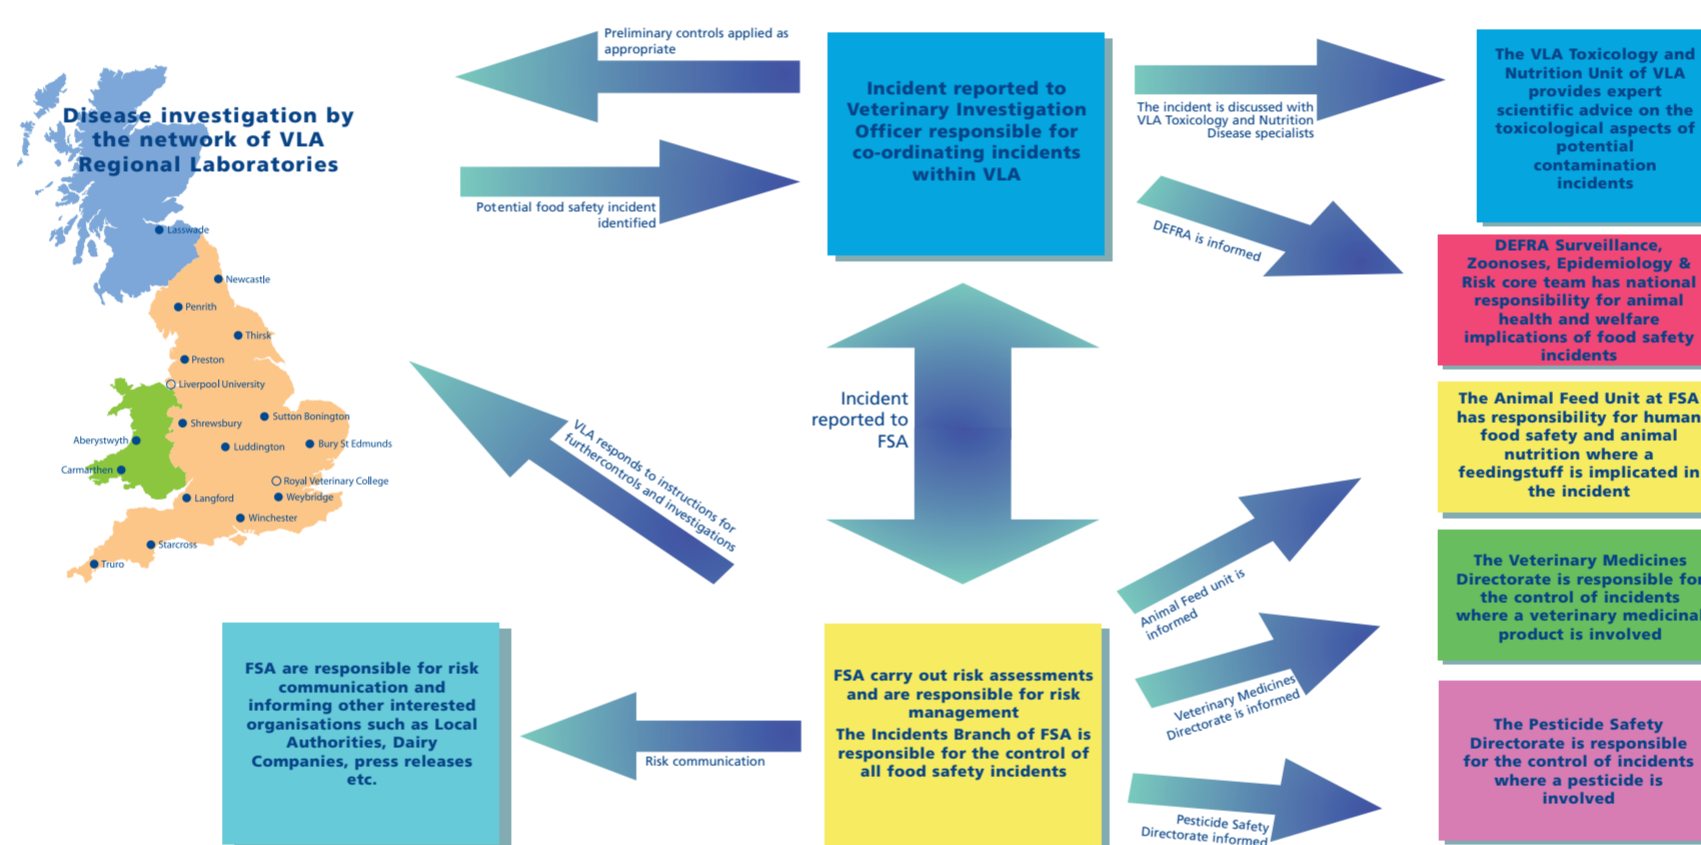 Preliminary controls applied as
appropriate
Disease investigation by
the network of VLA
Regional Laboratories
Potential food safety incident
identified
Incident reported to
Veterinary Investigation
Officer responsible for
co-ordinating incidents
within VLA
The incident is discussed with
VLA Toxicology and Nutrition
Disease specialists
DEFRA is informed
The VLA Toxicology and
Nutrition Unit of VLA
provides expert
scientific advice on the
toxicological aspects of
potential
contamination
incidents
DEFRA Surveillance,
Zoonoses, Epidemiology &
Risk core team has national
responsibility for animal
health and welfare
implications of food safety
incidents
Lasswade
Newcastle
Penrith
Thirsk
Preston
Liverpool University
Shrewsbury
Sutton Bonington
Aberystwyth
Luddington
Bury St Edmunds
Carmarthen
Royal Veterinary College
Langford
Weybridge
Winchester
Starcross
Truro
Incident
reported to
FSA
VLA responds to instructions for
furthercontrols and investigations
The Animal Feed Unit at FSA
has responsibility for human
food safety and animal
nutrition where a
feedingstuff is implicated in
the incident
Animal Feed unit is
informed
The Veterinary Medicines
Directorate is responsible for
the control of incidents
where a veterinary medicinal
product is involved
Veterinary Medicines
Directorate is informed
FSA are responsible for risk
communication and
informing other interested
organisations such as Local
Authorities, Dairy
Companies, press releases
etc.
Risk communication
FSA carry out risk assessments
and are responsible for risk
management
The Incidents Branch of FSA is
responsible for the control of
all food safety incidents
Pesticide Safety
Directorate informed
The Pesticide Safety
Directorate is responsible
for the control of incidents
where a pesticide is
involved